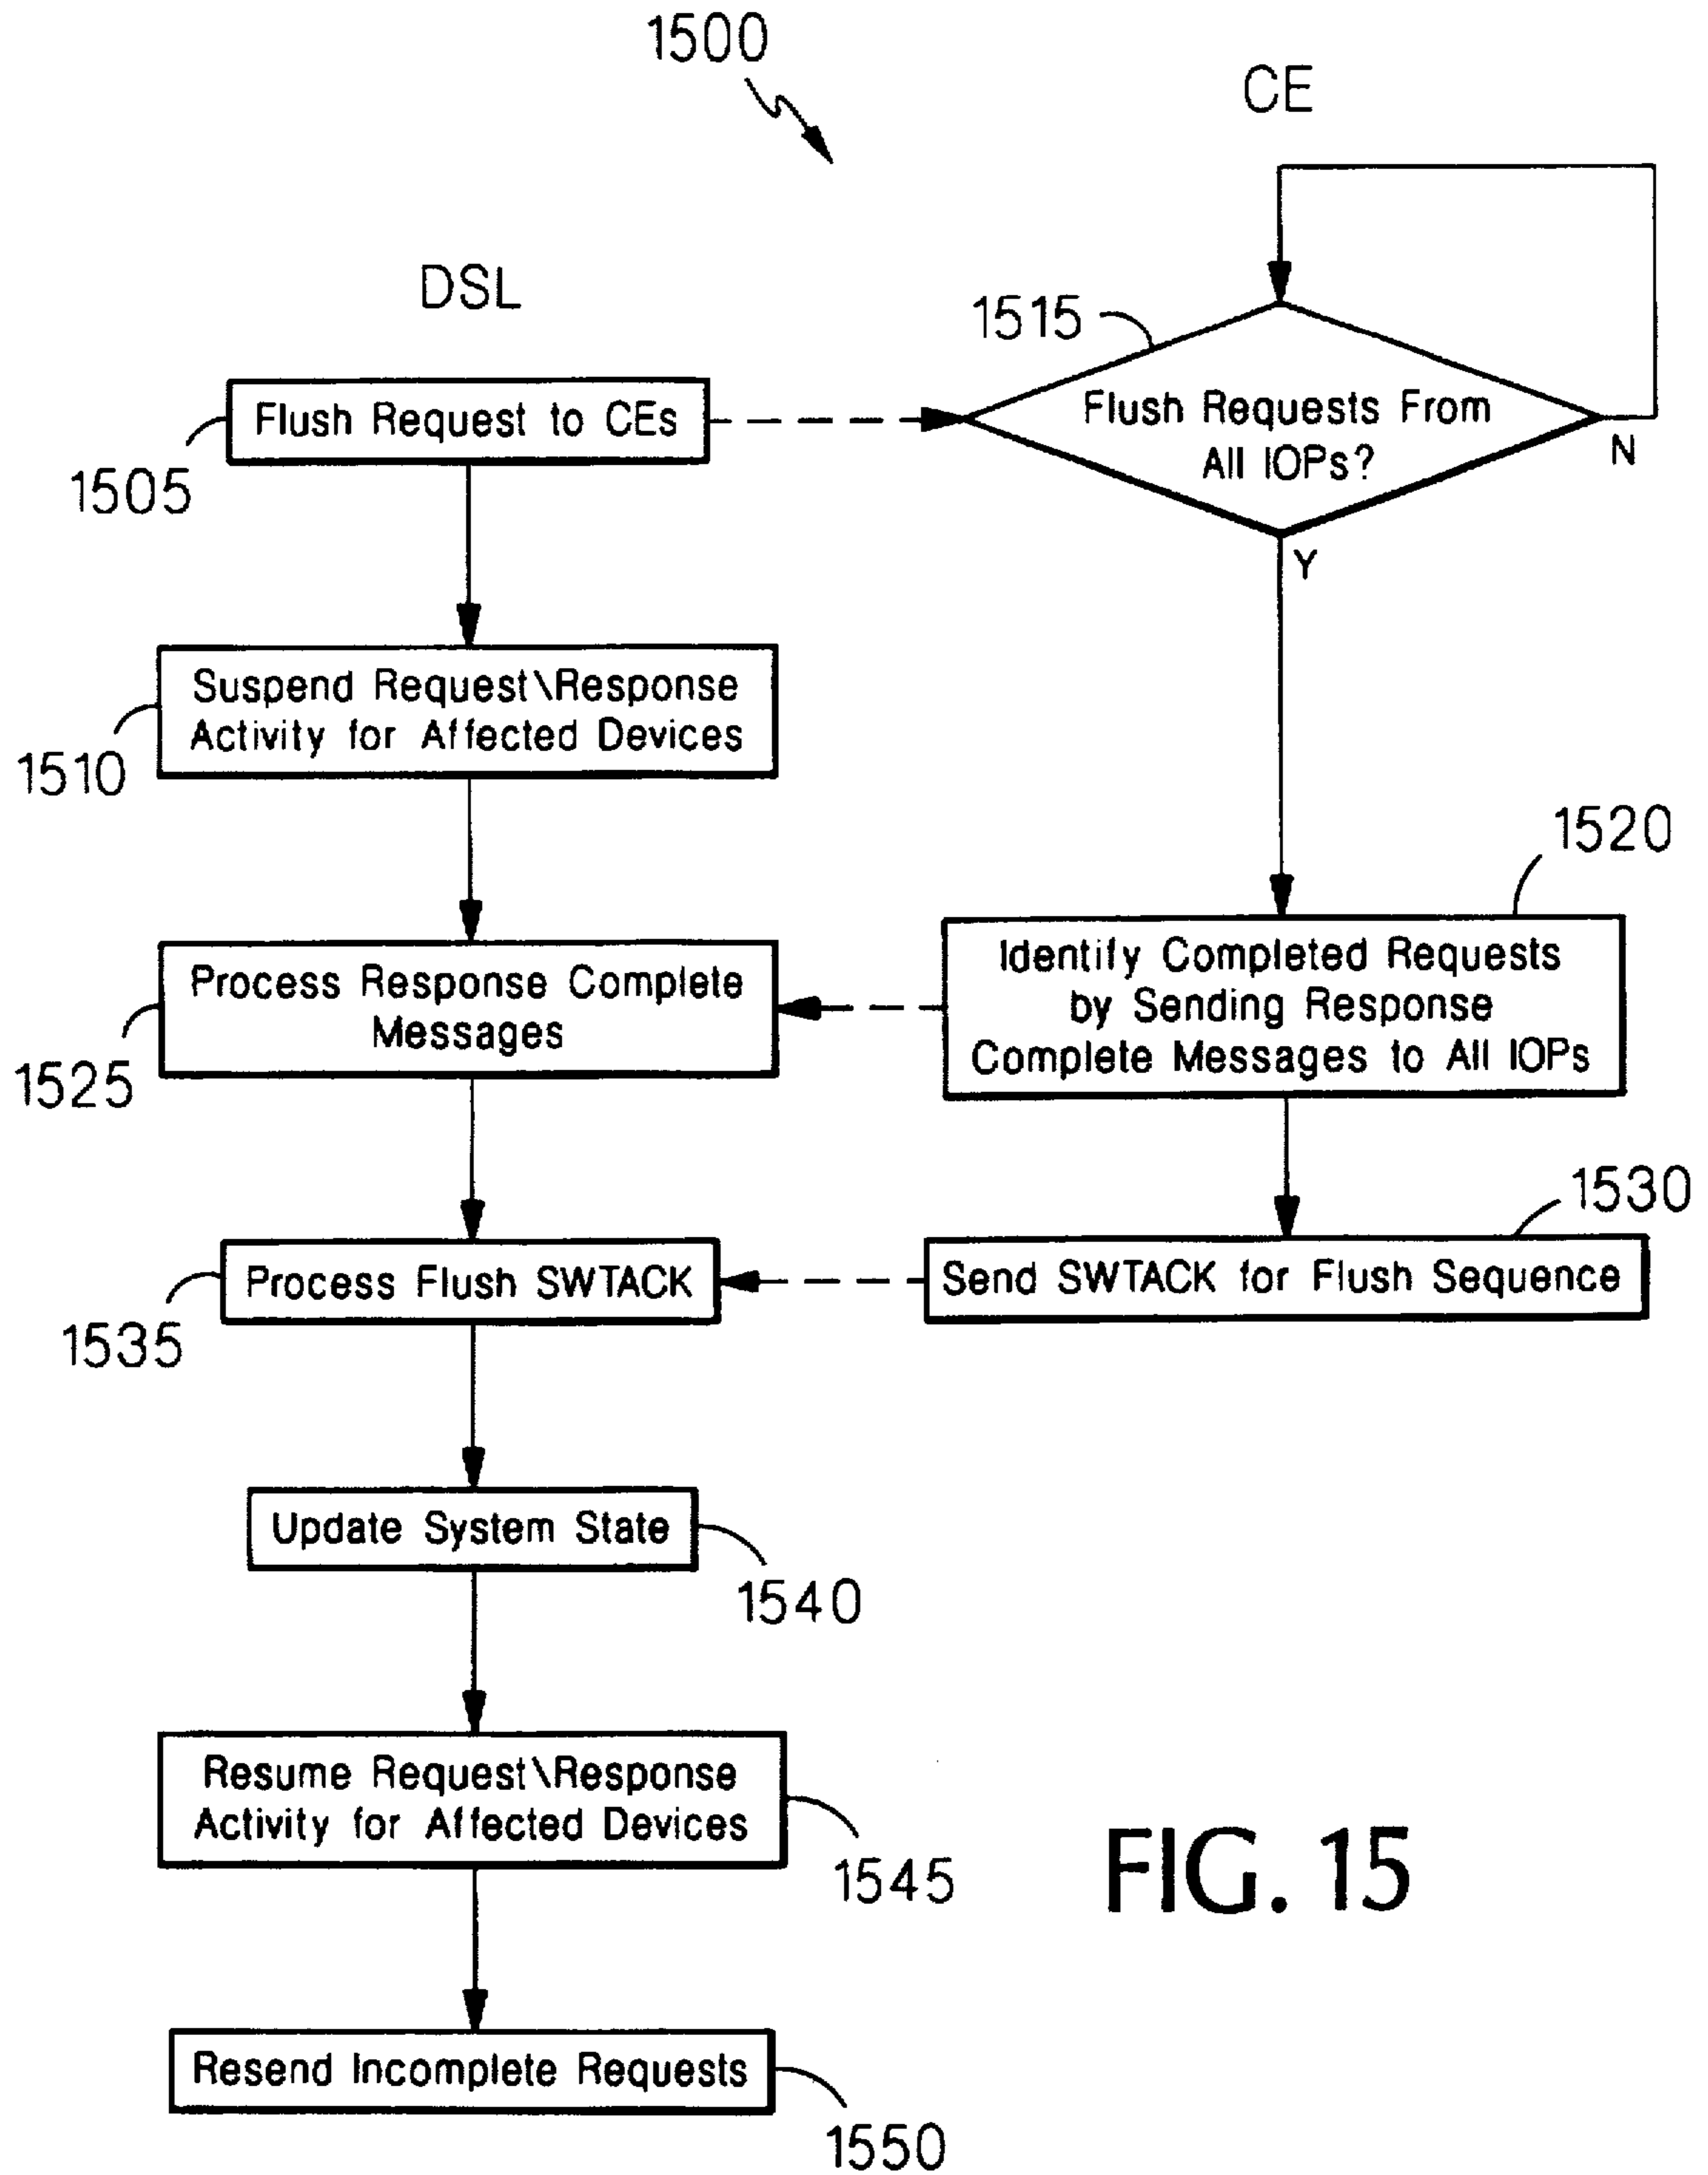 1500
CE
DSL
1515
Flush Request to CEs
Flush Requests From
All IOPs?
N
1505
Y
Suspend Request\Response
Activity for Affected Devices
1510
1520
Process Response Complete
Messages
1525
Identify Completed Requests
by Sending Response
Complete Messages to All IOPs
1530
Process Flush SWTACK
Send SWTACK for Flush Sequence
1535
Update System State
1540
Resume Request\Response
Activity for Affected Devices
1545
FIG. 15
Resend Incomplete Requests
1550